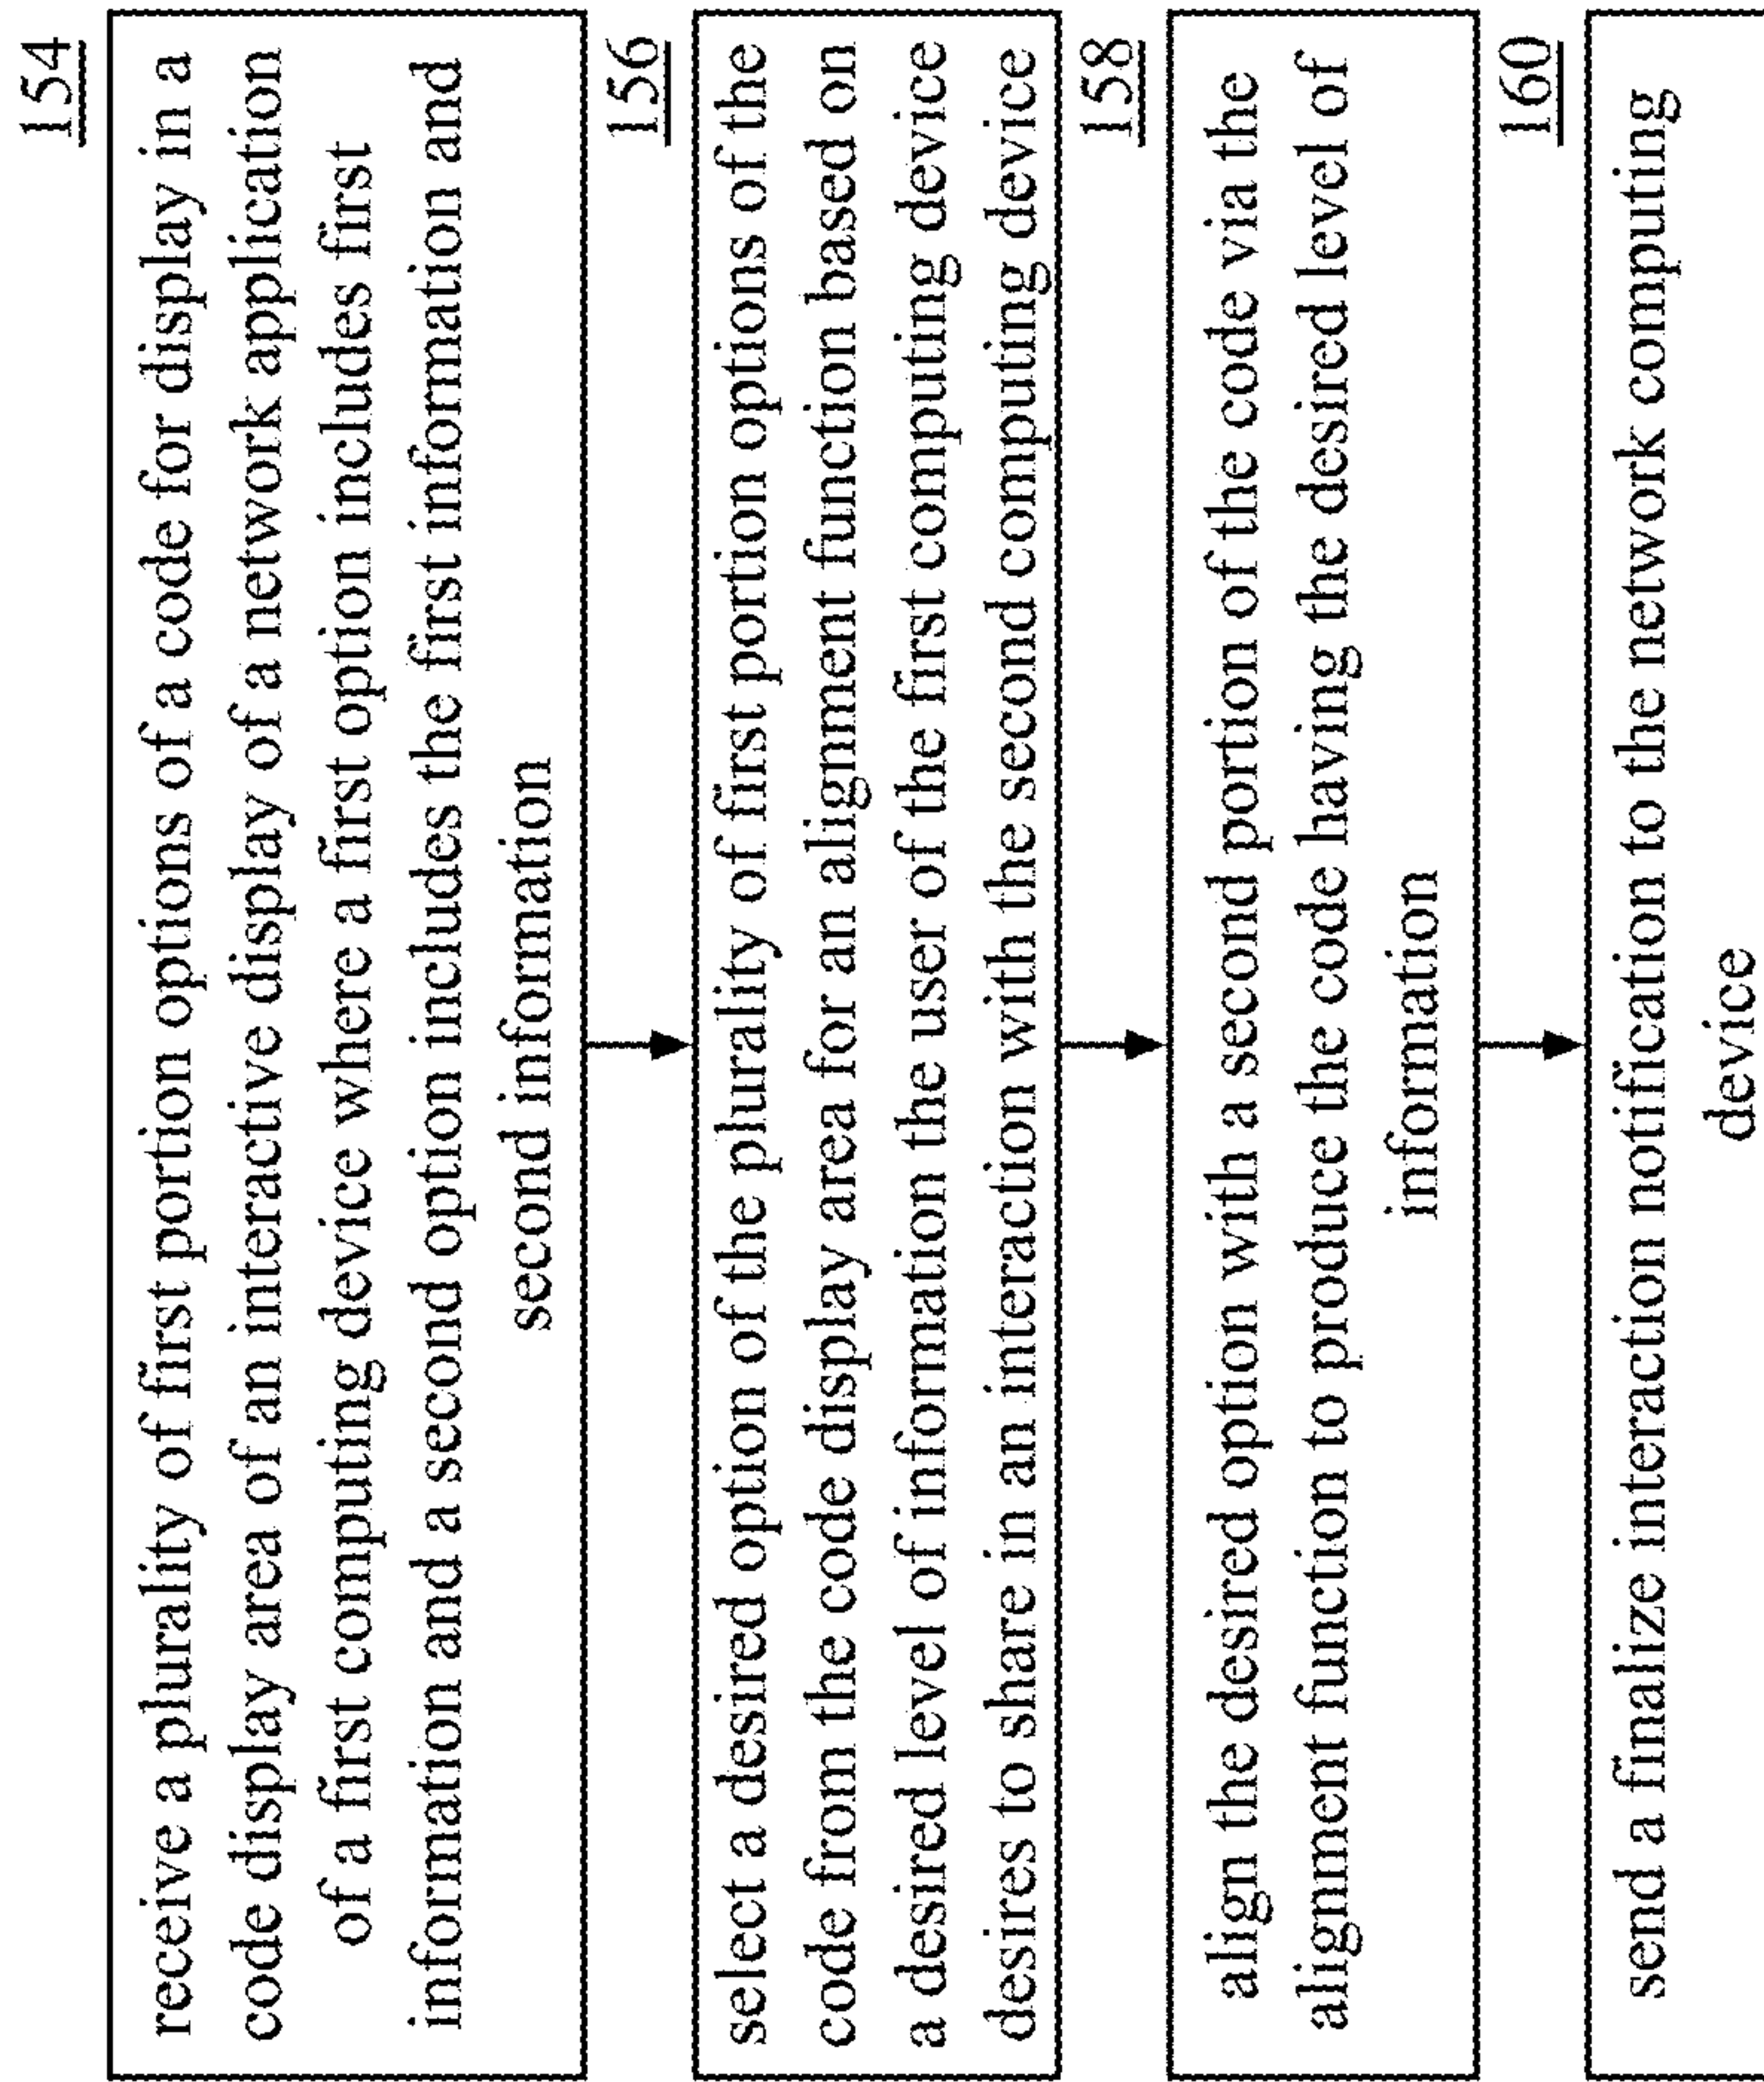 154
receive a plurality of first portion options of a code for display in a
code display area of an interactive display of a network application
of a first computing device where a first option includes first
information and a second option includes the first information and
second information
156
select a desired option of the plurality of first portion options of the
code from the code display area for an alignment function based on
a desired level of information the user of the first computing device
desires to share in an interaction with the second computing device
158
align the desired option with a second portion of the code via the
alignment function to produce the code having the desired level of
information
160
send a finalize interaction notification to the network computing
device